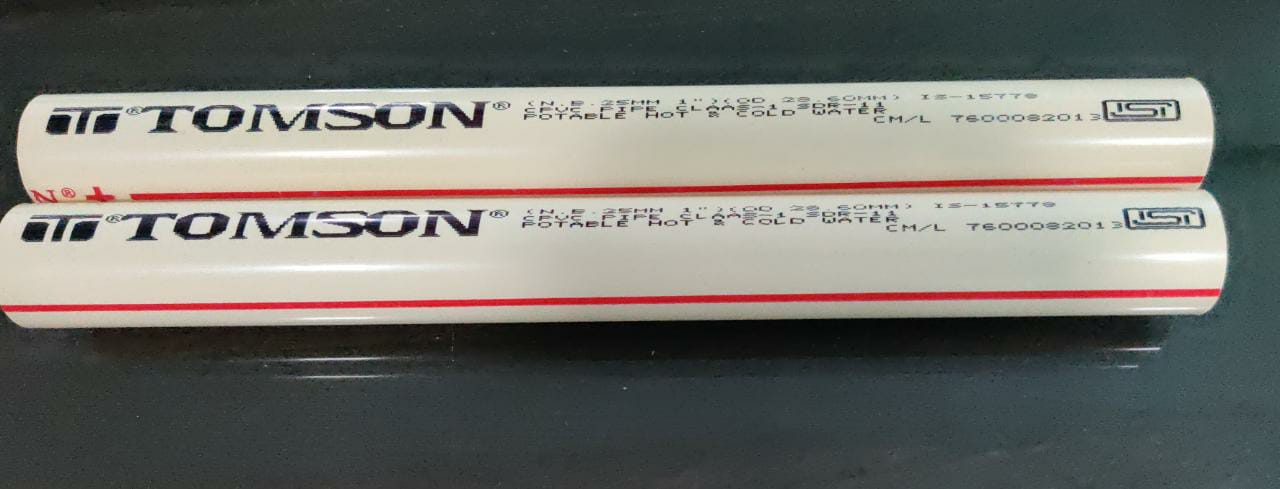 TOMSON® (N.B. 25MM 1")(OD 28.60MM) IS-15778
CPVC PIPE CLASS-1 SDR-11
POTABLE HOT & COLD WATER
CM/L 7600082013 ISI
N® +
TOMSON® (N.B. 25MM 1")(OD 28.60MM) IS-15778
CPVC PIPE CLASS-1 SDR-11
POTABLE HOT & COLD WATER
CM/L 7600082013 ISI